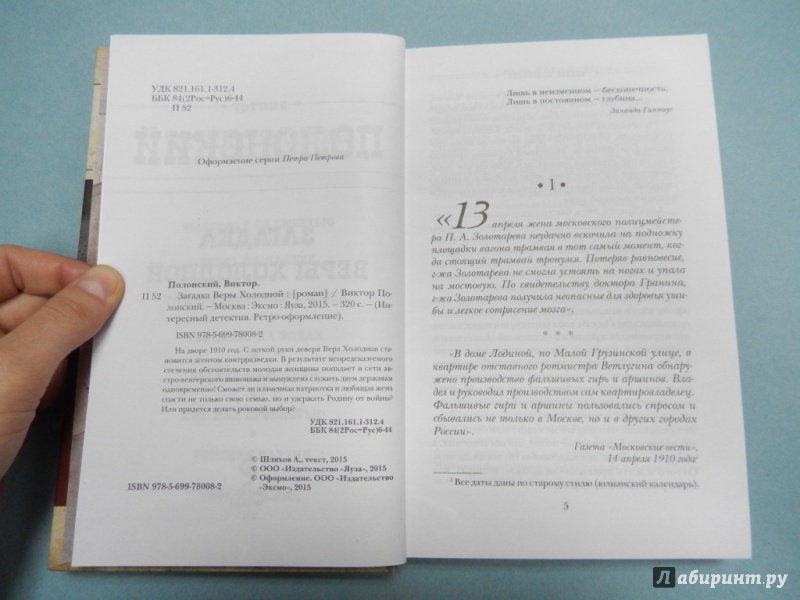 УДК 821.161.1-312.4
ББК 84(2Рос=Рус)6-44
П 52
Оформление серии Петра Петрова
Полонский, Виктор.
П 52 Загадка Веры Холодной : [роман] / Виктор По-
лонский. – Москва : Эксмо : Яуза, 2015. – 320 с. – (Ин-
тересный детектив. Ретро-оформление).
ISBN 978-5-699-78008-2
На дворе 1910 год. С легкой руки деверя Вера Холодная ста-
новится агентом контрразведки. В результате непредсказуемого
стечения обстоятельств молодая женщина попадает в сети ав-
стро-венгерского шпионажа и вынуждена служить двум державам
одновременно! Сможет ли пламенная патриотка и любящая жена
спасти не только свою семью, но и удержать Родину от войны?
Или придется делать роковой выбор?
УДК 821.161.1-312.4
ББК 84(2Рос=Рус)6-44
© Шляхов А., текст, 2015
© ООО «Издательство «Яуза», 2015
© Оформление. ООО «Издательство
«Эксмо», 2015
ISBN 978-5-699-78008-2
Лишь в неизменном – бесконечность,
Лишь в постоянном – глубина...
Зинаида Гиппиус
• 1 •
«13 апреля жена московского полицмейсте-
ра П. А. Золотарева неудачно вскочила на подножку
площадки вагона трамвая в тот самый момент, ког-
да стоящий трамвай тронулся. Потеряв равновесие,
г-жа Золотарева не смогла устоять на ногах и упала
на мостовую. По свидетельству доктора Гранина,
г-жа Золотарева получила неопасные для здоровья уши-
бы и легкое сотрясение мозга».
* * *
«В доме Лодиной, по Малой Грузинской улице, в
квартире отставного ротмистра Ветлугина обнару-
жено производство фальшивых гирь и аршинов. Вла-
дел и руководил производством сам квартировладелец.
Фальшивые гири и аршины пользовались спросом и
сбывались не только в Москве, но и в других городах
России».
Газета «Московские вести»,
14 апреля 1910 года¹
¹ Все даты даны по старому стилю (юлианский календарь).
5
Лабиринт.ру